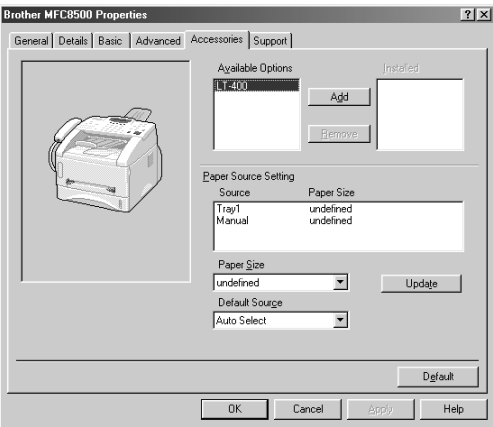 Brother MFC8500 Properties
General Details Basic Advanced Accessories Support
Available Options Installed
LT-400
Add
Remove
Paper Source Setting
Source Paper Size
Tray1 undefined
Manual undefined
Paper Size
undefined
Update
Default Source
Auto Select
Default
OK Cancel Apply Help